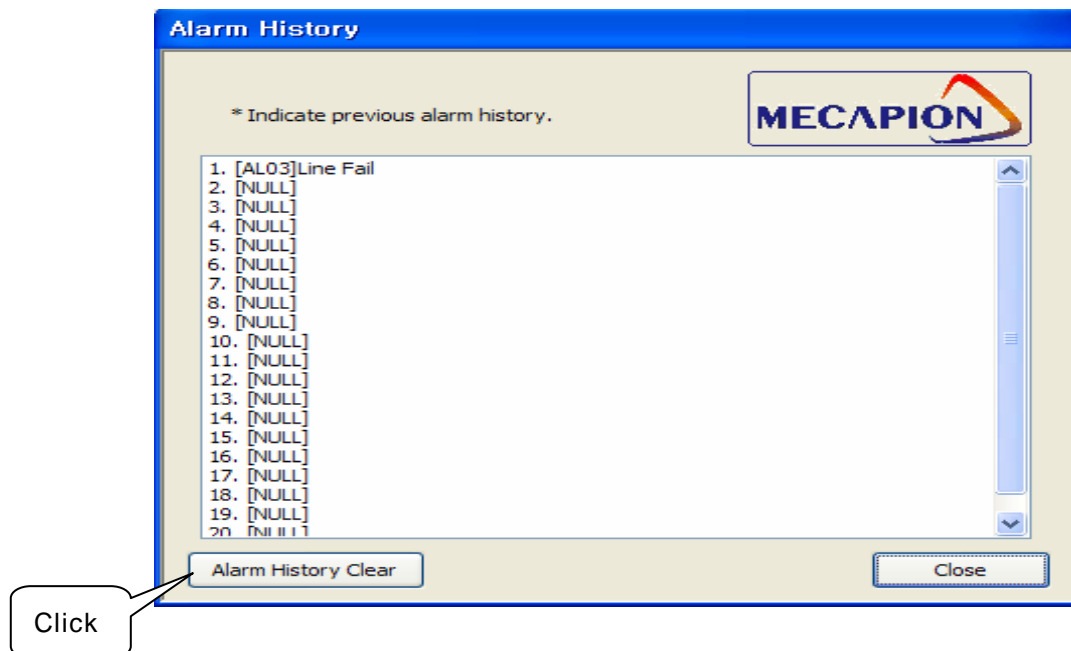 Alarm History
* Indicate previous alarm history.
MECAPION
1. [AL03]Line Fail
2. [NULL]
3. [NULL]
4. [NULL]
5. [NULL]
6. [NULL]
7. [NULL]
8. [NULL]
9. [NULL]
10. [NULL]
11. [NULL]
12. [NULL]
13. [NULL]
14. [NULL]
15. [NULL]
16. [NULL]
17. [NULL]
18. [NULL]
19. [NULL]
20. [NULL]
Alarm History Clear
Close
Click